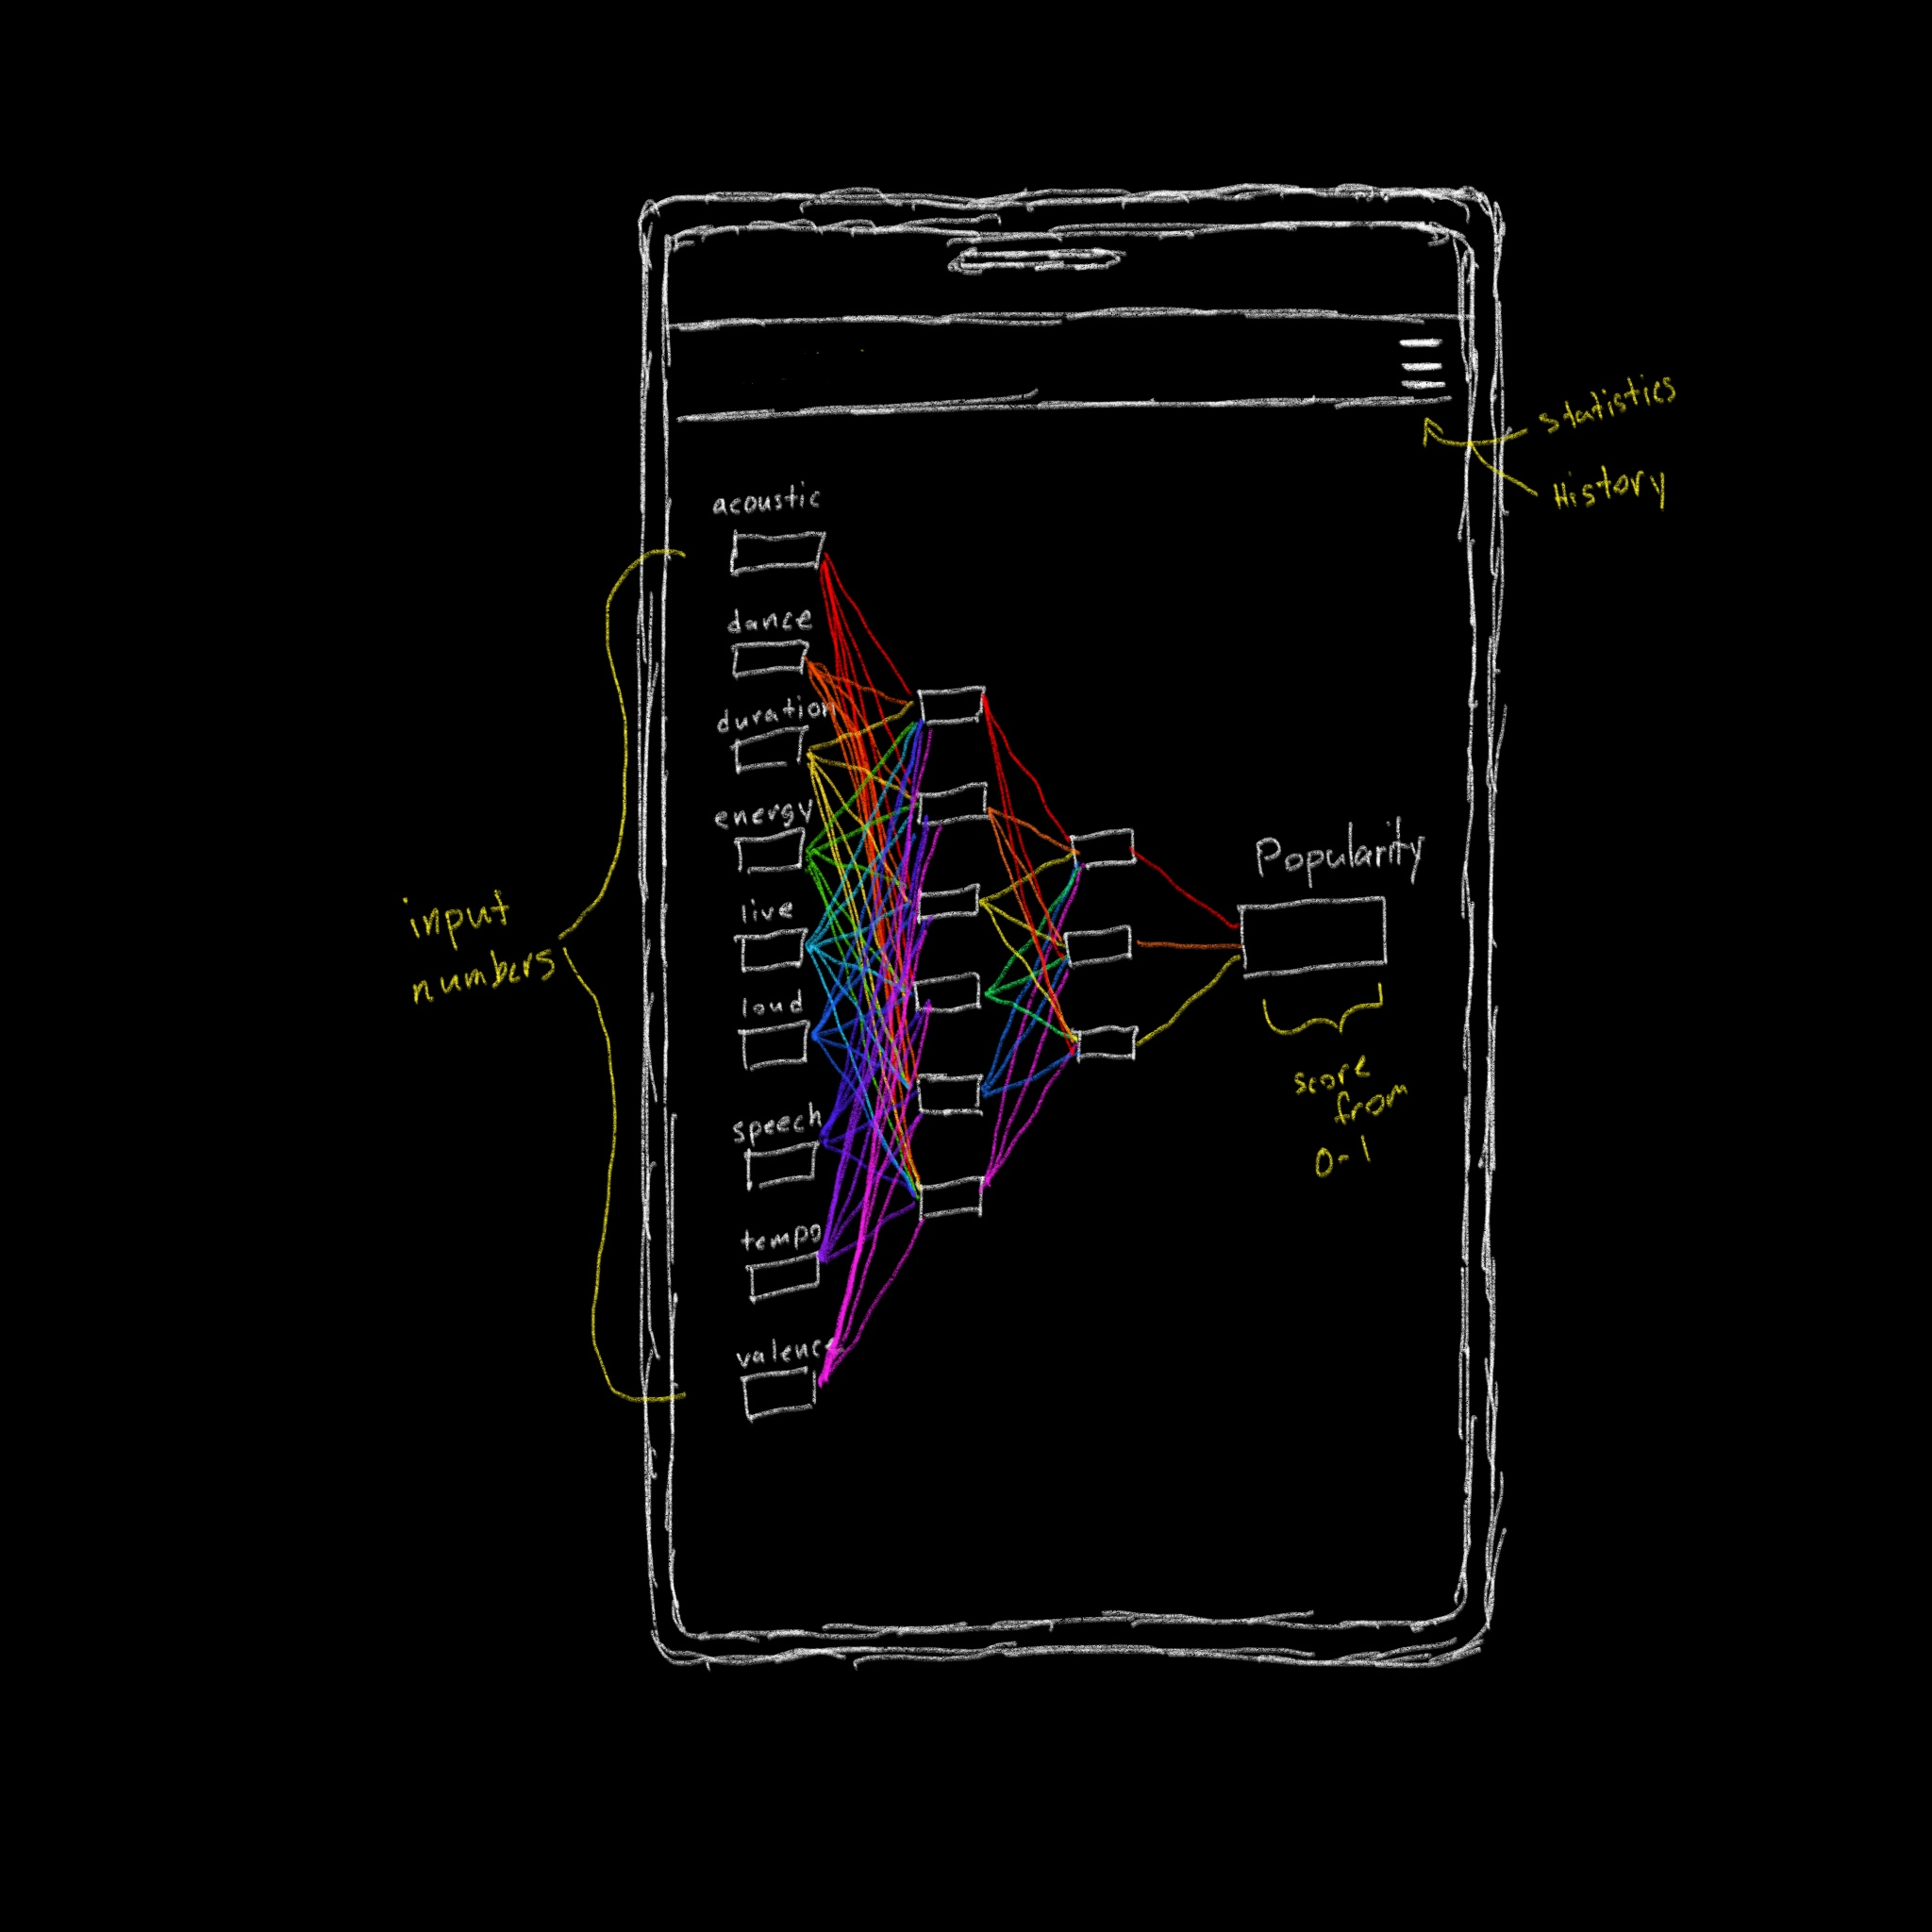 statistics
History
acoustic
dance
duration
energy
live
loud
speech
tempo
valence
input
numbers
Popularity
score
from
0-1